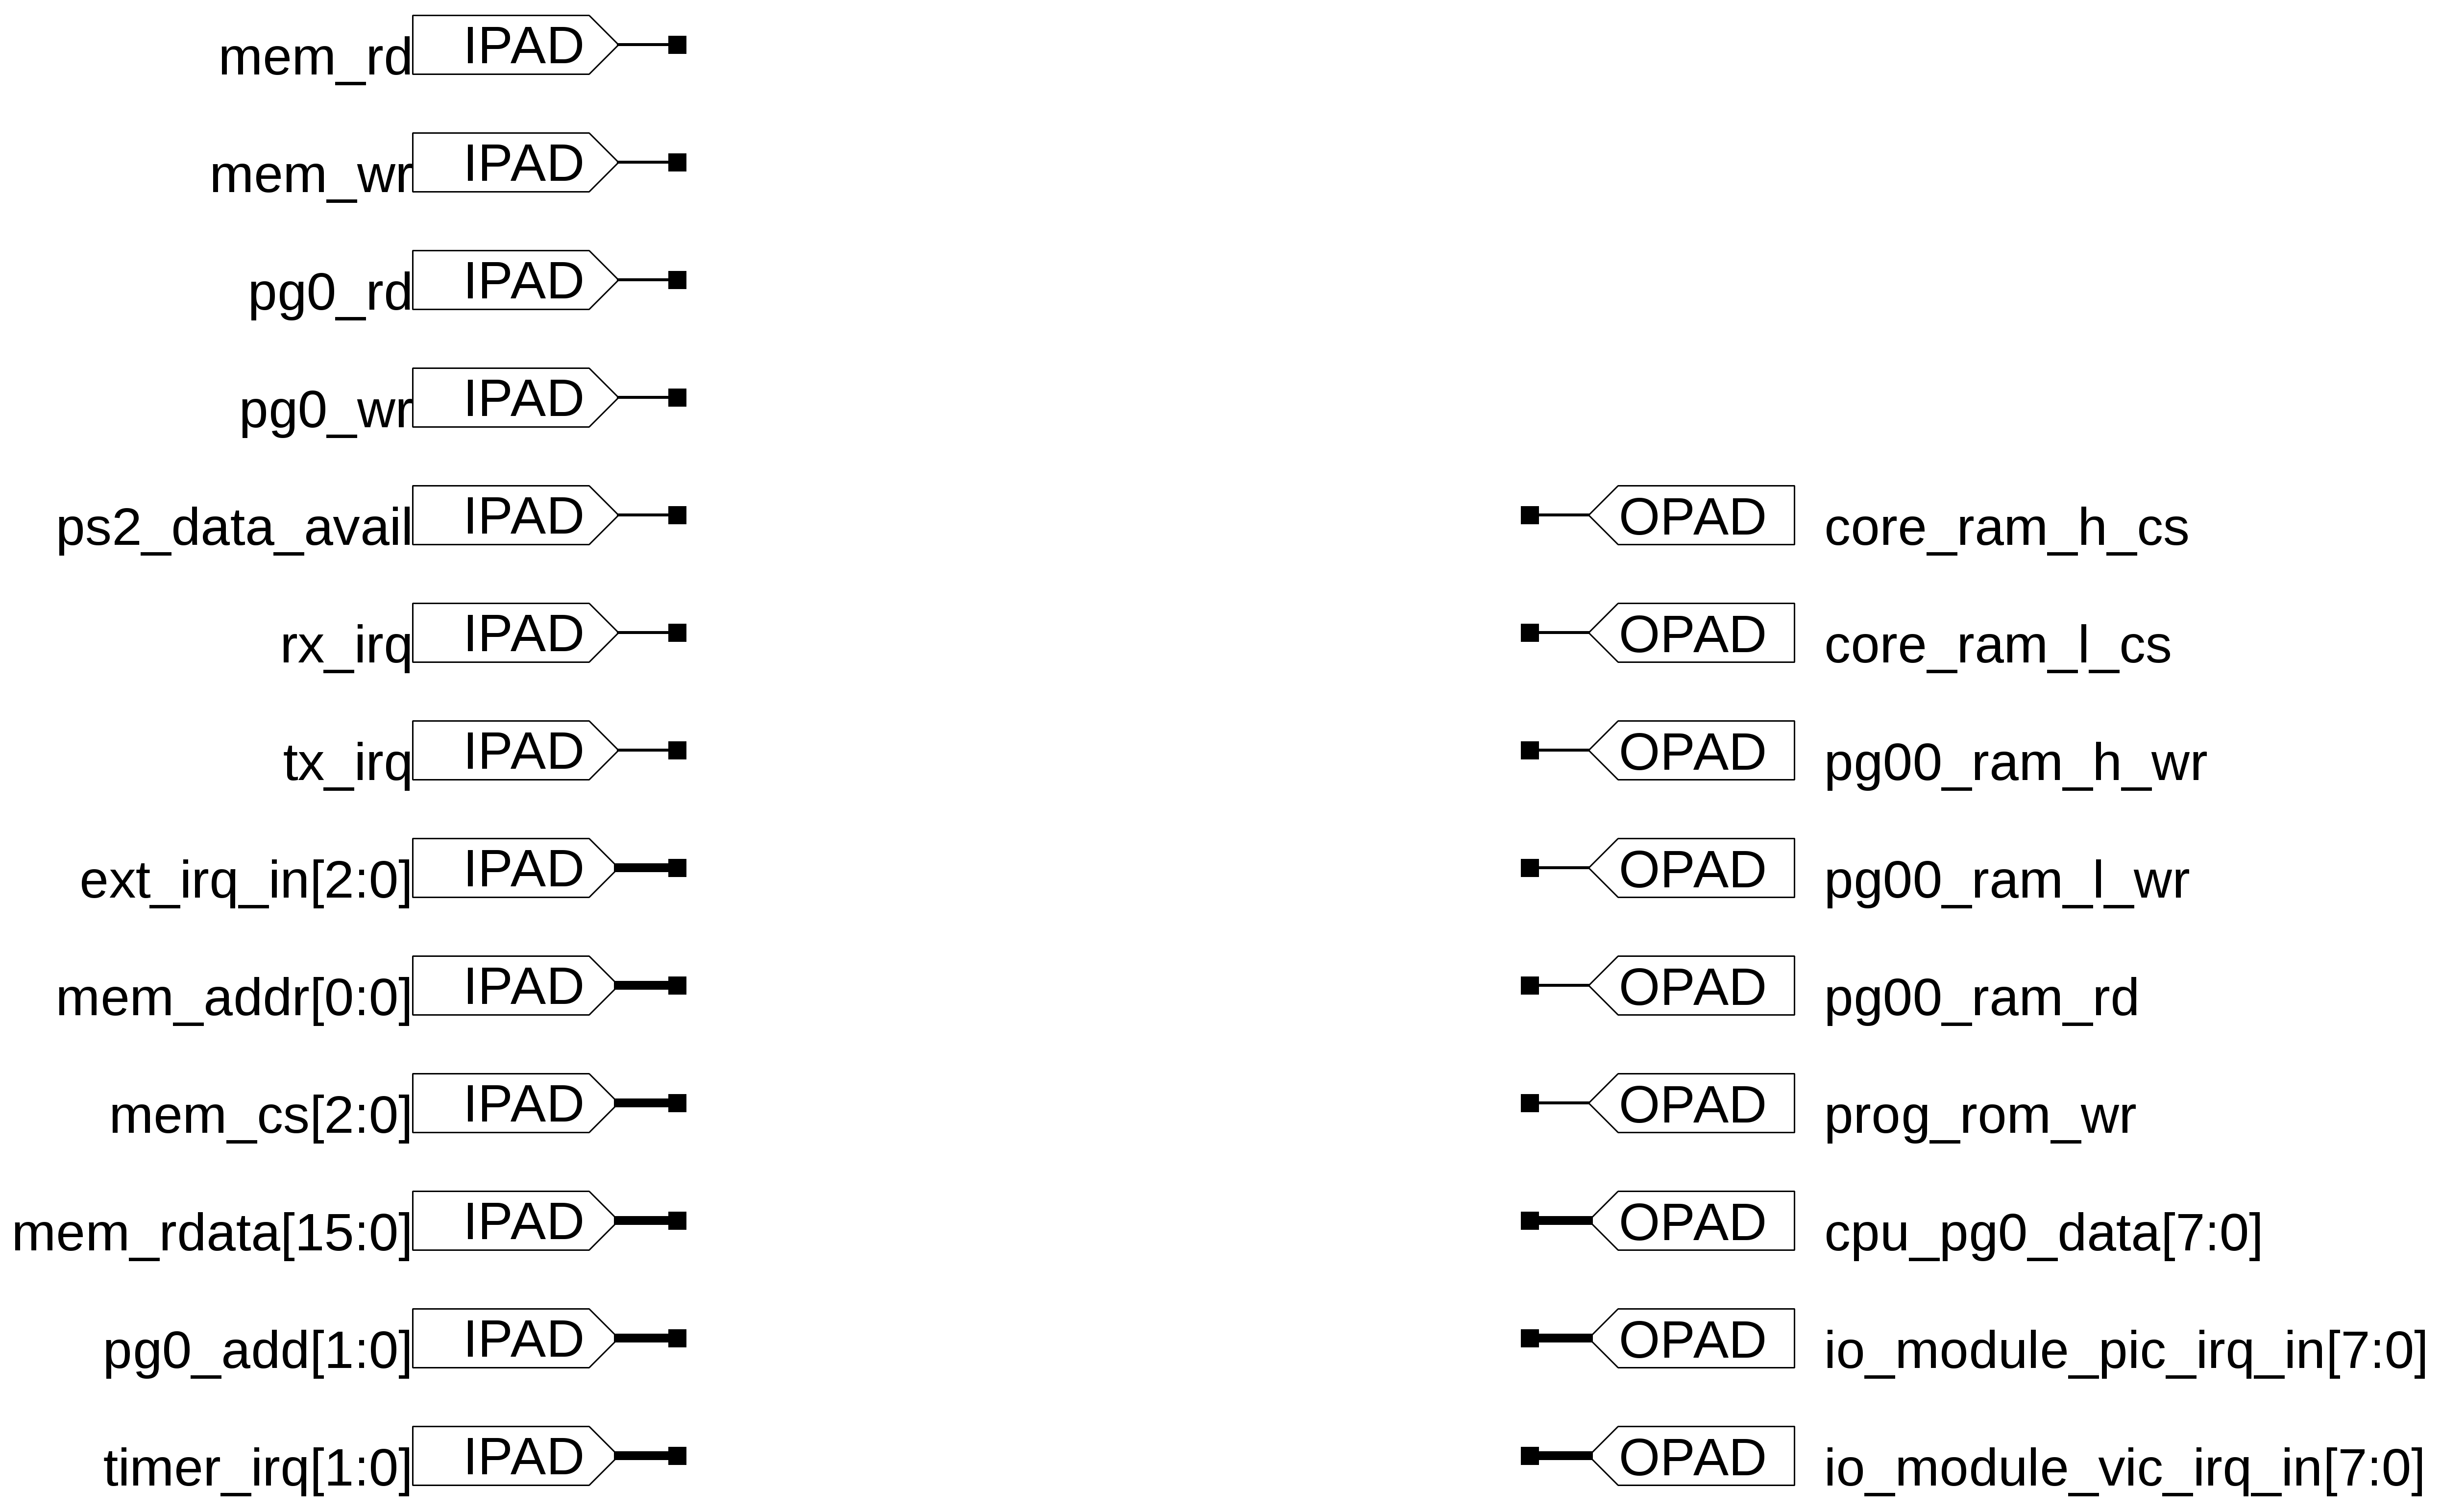 mem_rd IPAD
mem_wr IPAD
pg0_rd IPAD
pg0_wr IPAD
ps2_data_avail IPAD OPAD core_ram_h_cs
rx_irq IPAD OPAD core_ram_l_cs
tx_irq IPAD OPAD pg00_ram_h_wr
ext_irq_in[2:0] IPAD OPAD pg00_ram_l_wr
mem_addr[0:0] IPAD OPAD pg00_ram_rd
mem_cs[2:0] IPAD OPAD prog_rom_wr
mem_rdata[15:0] IPAD OPAD cpu_pg0_data[7:0]
pg0_add[1:0] IPAD OPAD io_module_pic_irq_in[7:0]
timer_irq[1:0] IPAD OPAD io_module_vic_irq_in[7:0]